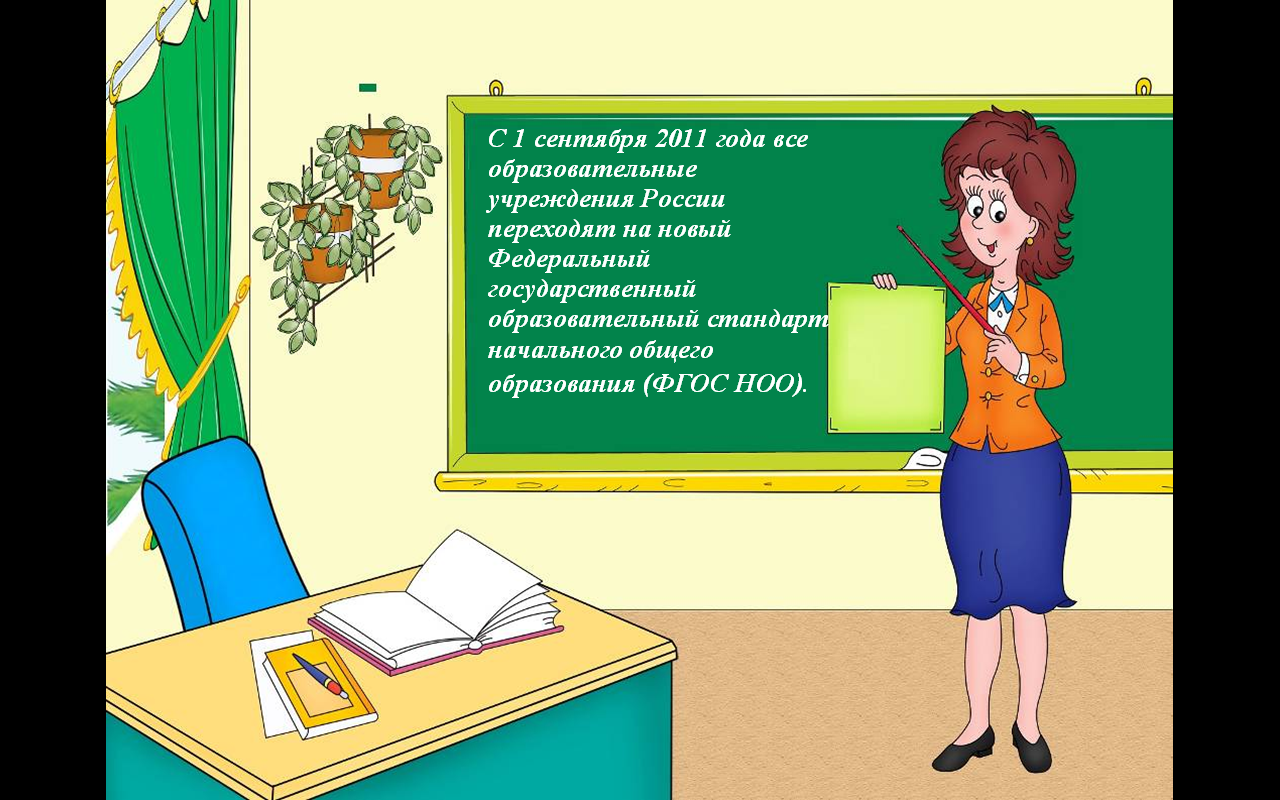 С 1 сентября 2011 года все
образовательные
учреждения России
переходят на новый
Федеральный
государственный
образовательный стандарт
начального общего
образования (ФГОС НОО).